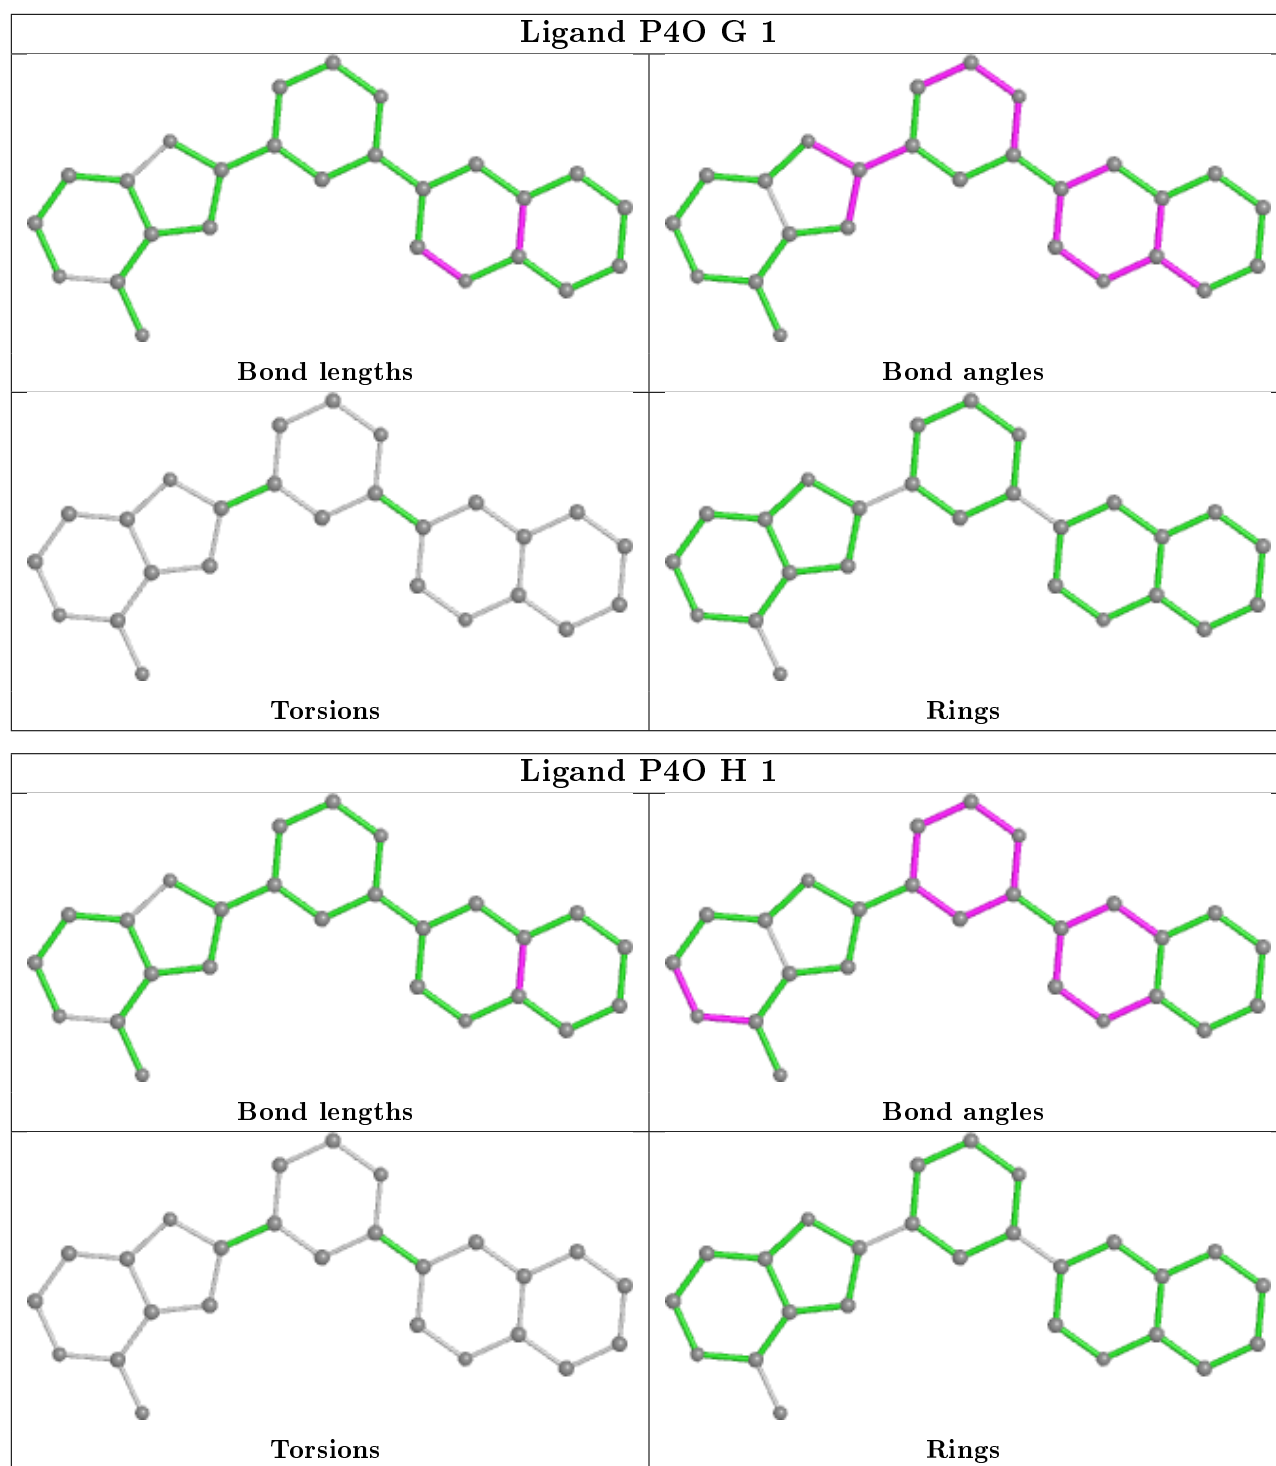 Ligand P4O G 1
Bond lengths
Bond angles
Torsions
Rings
Ligand P4O H 1
Bond lengths
Bond angles
Torsions
Rings